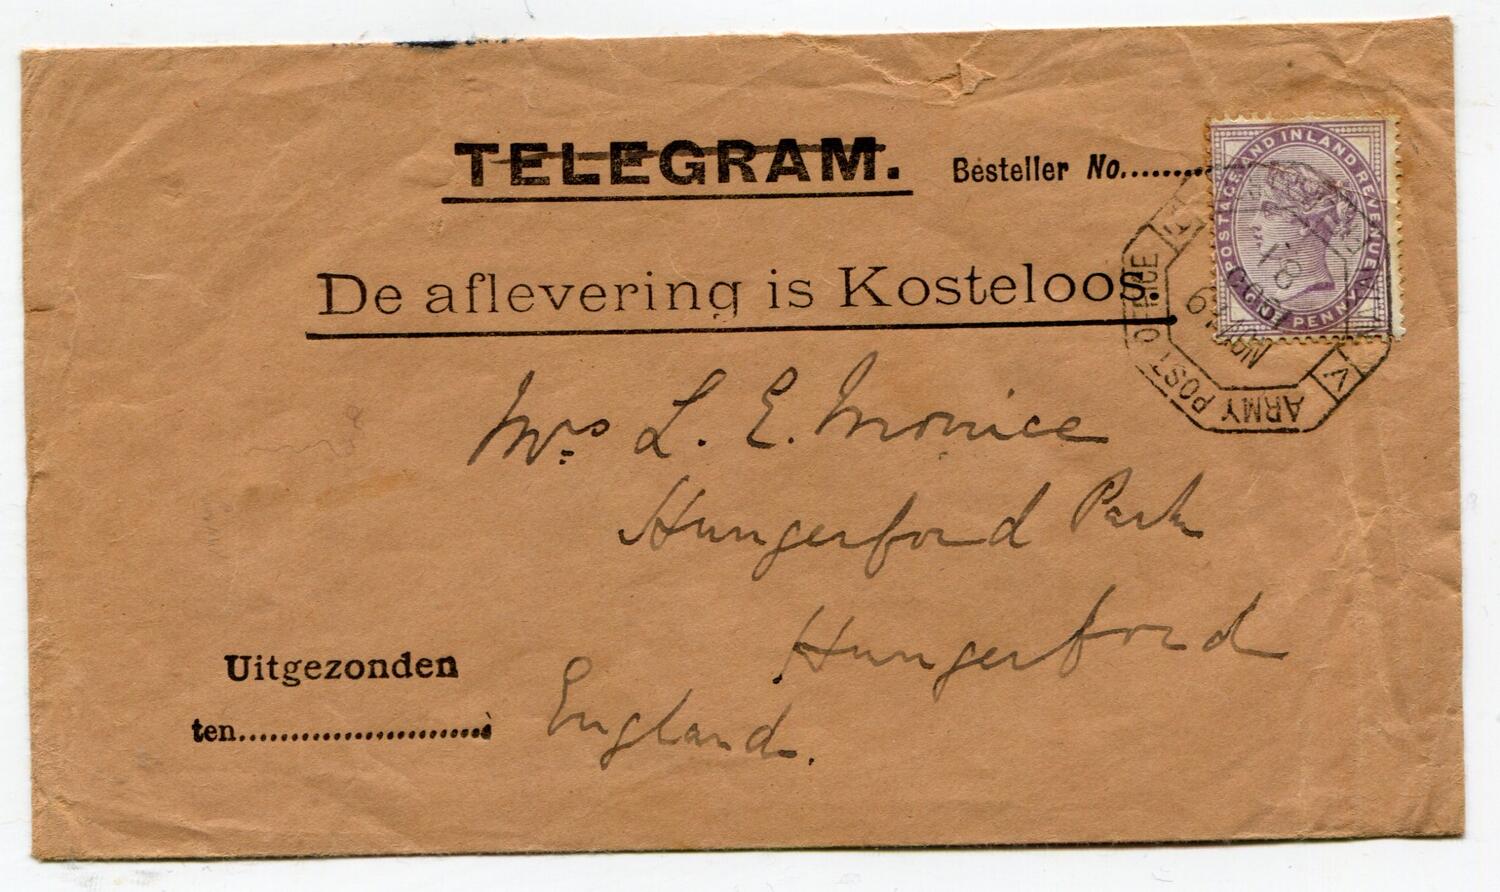 TELEGRAM. Besteller No.........
De aflevering is Kosteloos.
POSTAGE AND INLAND REVENUE
ONE PENNY
ARMY POST OFFICE
Mrs L. E. Morrice
Hungerford Park
Hungerford
England.
Uitgezonden
ten........................